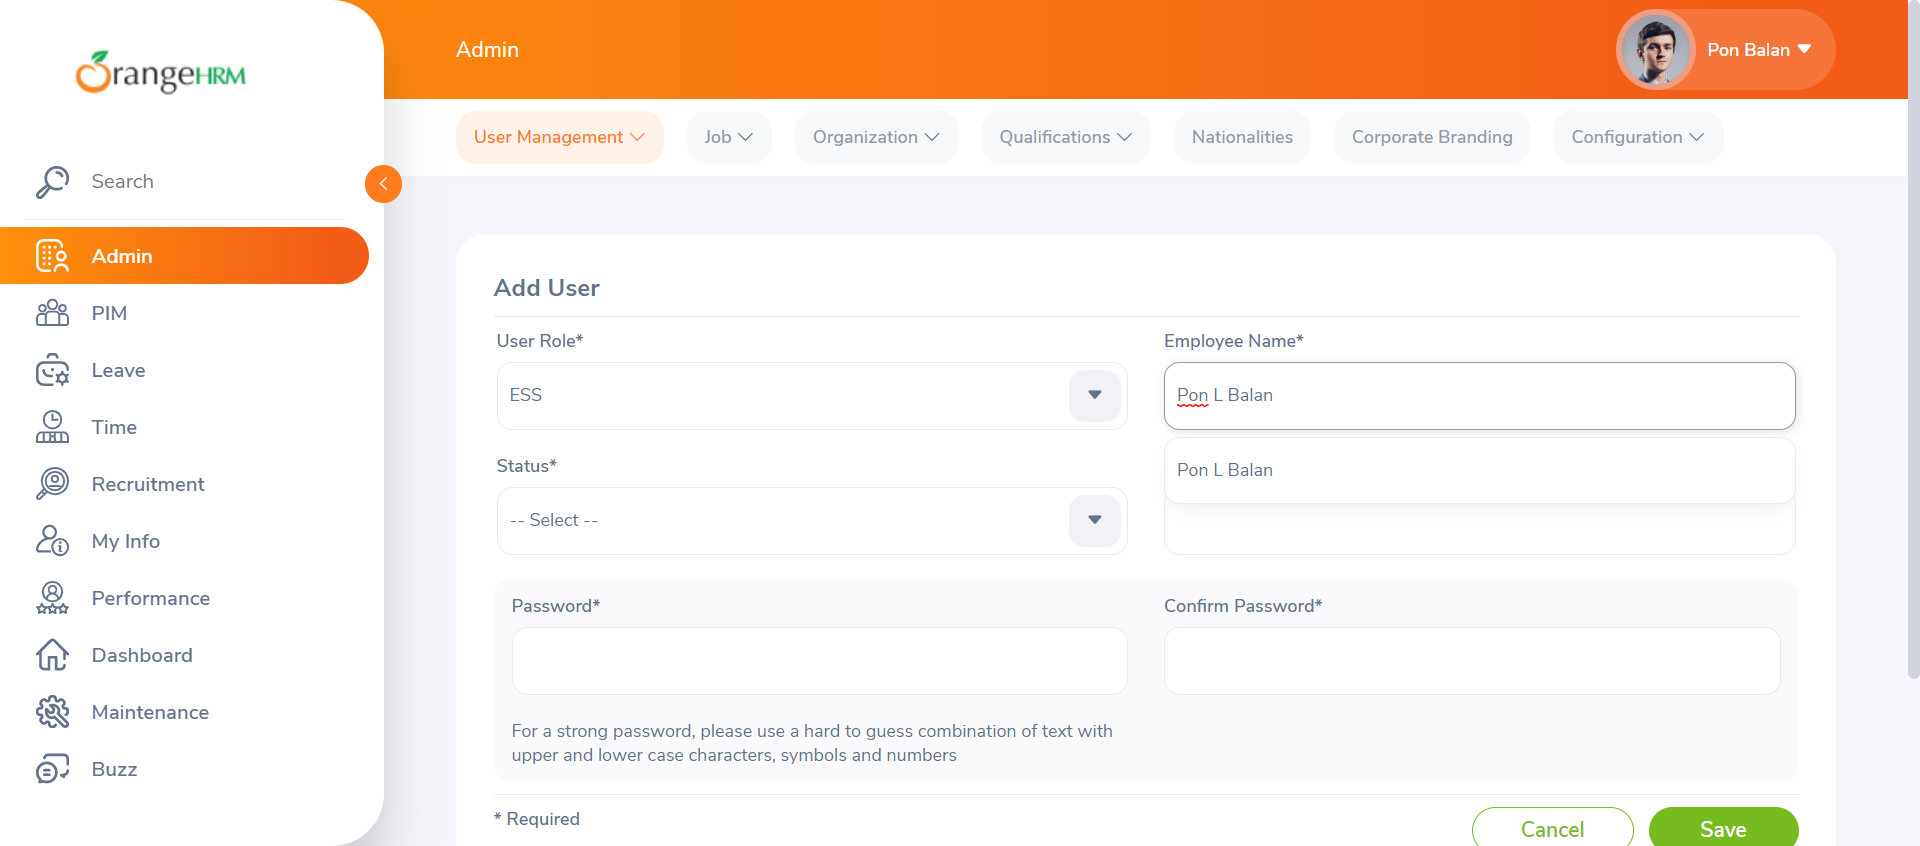 OrangeHRM
Search
Admin
PIM
Leave
Time
Recruitment
My Info
Performance
Dashboard
Maintenance
Buzz
Admin
Pon Balan
User Management
Job
Organization
Qualifications
Nationalities
Corporate Branding
Configuration
Add User
User Role*
ESS
Employee Name*
Pon L Balan
Pon L Balan
Status*
-- Select --
Password*
Confirm Password*
For a strong password, please use a hard to guess combination of text with
upper and lower case characters, symbols and numbers
* Required
Cancel
Save